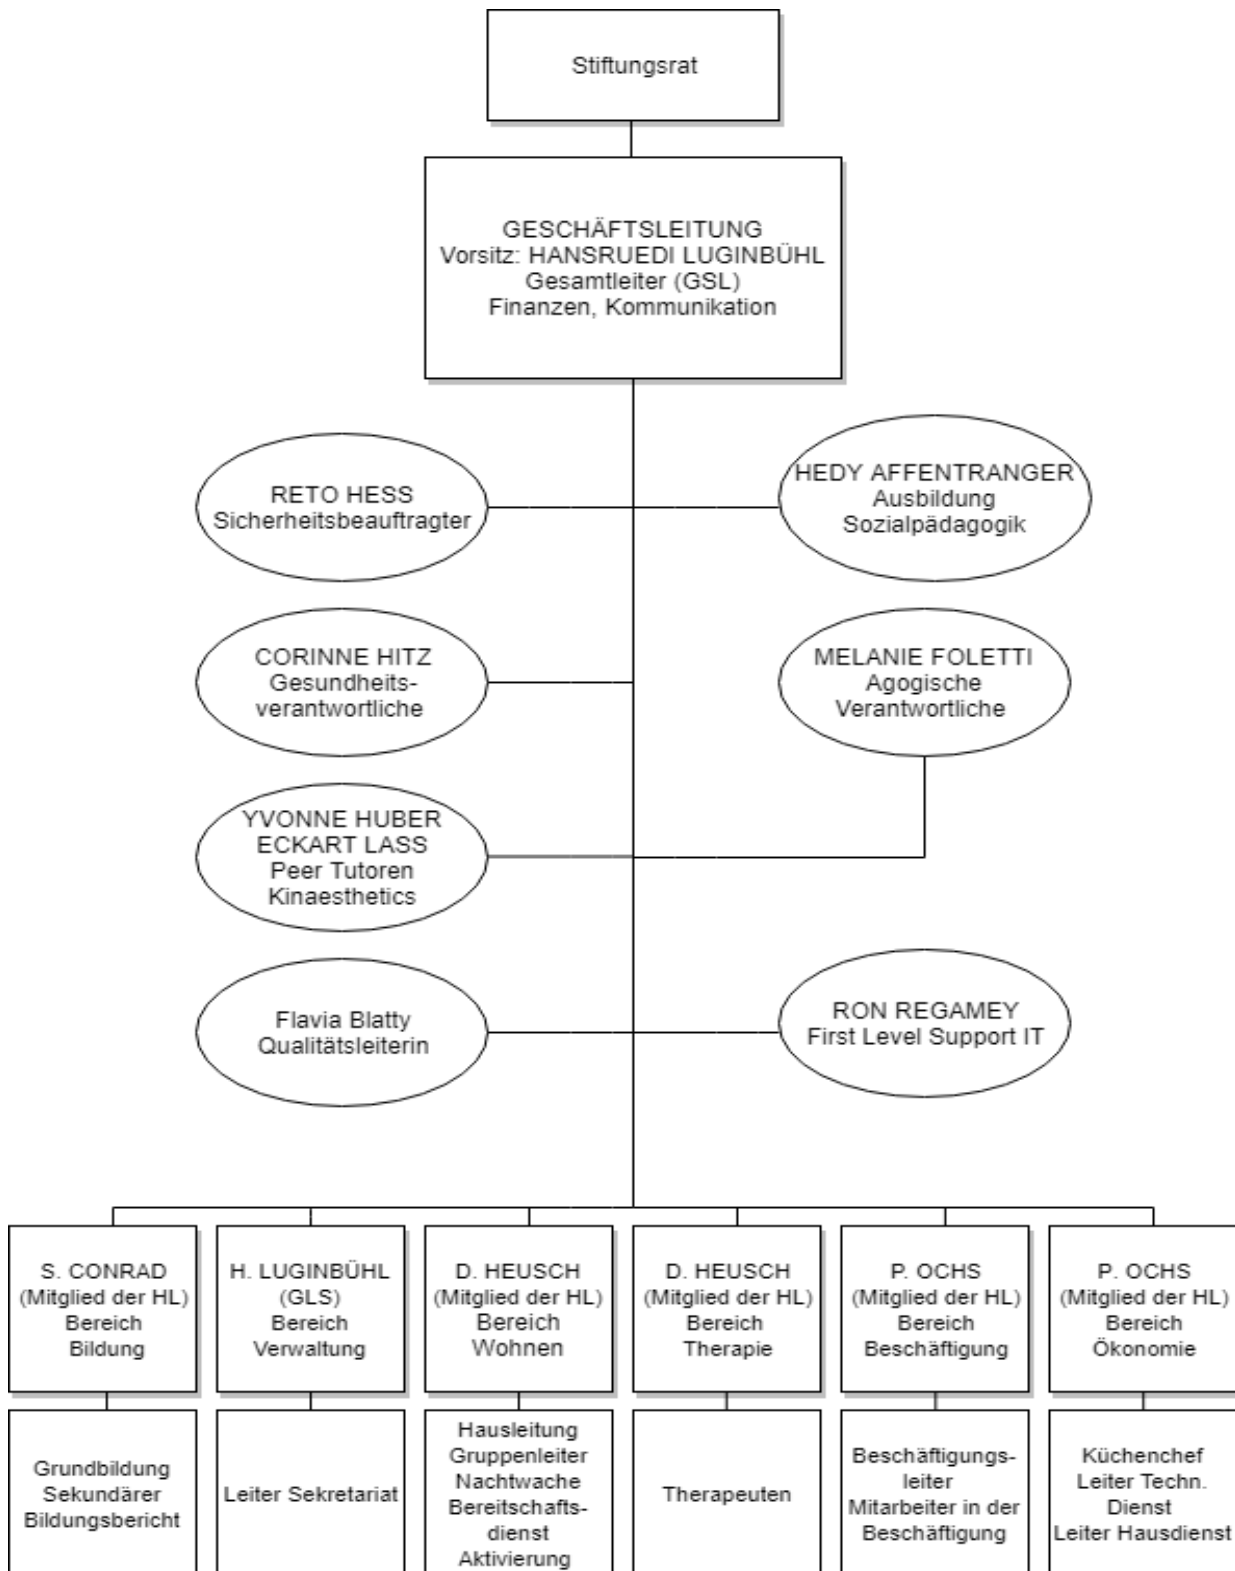 Stiftungsrat
GESCHÄFTSLEITUNG
Vorsitz: HANSRUEDI LUGINBÜHL
Gesamtleiter (GSL)
Finanzen, Kommunikation
RETO HESS
Sicherheitsbeauftragter
HEDY AFFENTRANGER
Ausbildung
Sozialpädagogik
CORINNE HITZ
Gesundheits-
verantwortliche
MELANIE FOLETTI
Agogische
Verantwortliche
YVONNE HUBER
ECKART LASS
Peer Tutoren
Kinaesthetics
Flavia Blatty
Qualitätsleiterin
RON REGAMEY
First Level Support IT
S. CONRAD
(Mitglied der HL)
Bereich
Bildung
H. LUGINBÜHL
(GLS)
Bereich
Verwaltung
D. HEUSCH
(Mitglied der HL)
Bereich
Wohnen
D. HEUSCH
(Mitglied der HL)
Bereich
Therapie
P. OCHS
(Mitglied der HL)
Bereich
Beschäftigung
P. OCHS
(Mitglied der HL)
Bereich
Ökonomie
Grundbildung
Sekundärer
Bildungsbericht
Leiter Sekretariat
Hausleitung
Gruppenleiter
Nachtwache
Bereitschafts-
dienst
Aktivierung
Therapeuten
Beschäftigungs-
leiter
Mitarbeiter in der
Beschäftigung
Küchenchef
Leiter Techn.
Dienst
Leiter Hausdienst